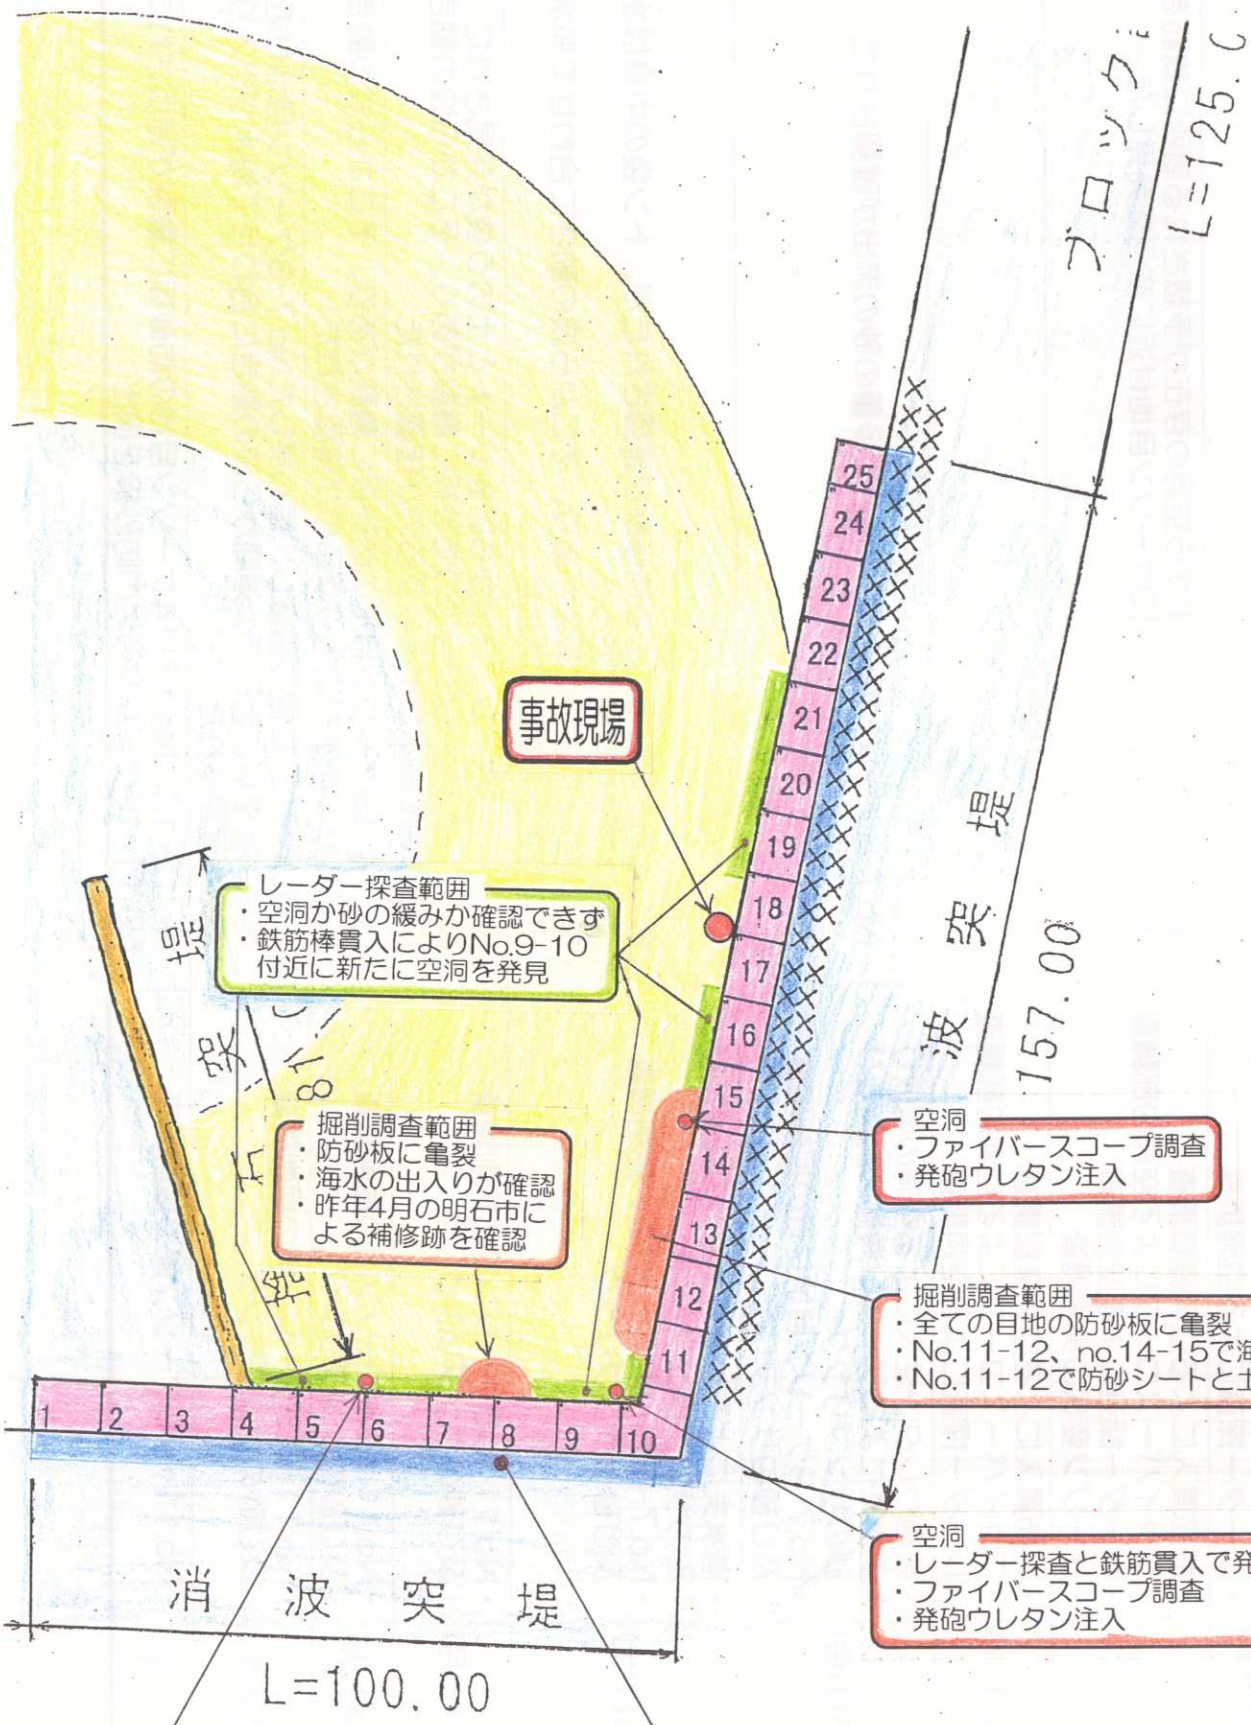 ブロック
L=125.0
事故現場
レーダー探査範囲
・空洞か砂の緩みか確認できず
・鉄筋棒貫入によりNo.9-10
付近に新たに空洞を発見
掘削調査範囲
・防砂板に亀裂
・海水の出入りが確認
・昨年4月の明石市に
よる補修跡を確認
空洞
・ファイバースコープ調査
・発砲ウレタン注入
掘削調査範囲
・全ての目地の防砂板に亀裂
・No.11-12、no.14-15で海
・No.11-12で防砂シートと土
空洞
・レーダー探査と鉄筋貫入で発
・ファイバースコープ調査
・発砲ウレタン注入
25
24
23
22
21
20
19
18
17
16
15
14
13
12
11
1 2 3 4 5 6 7 8 9 10
波突堤
157.00
石
突堤
81
消波突堤
L=100.00